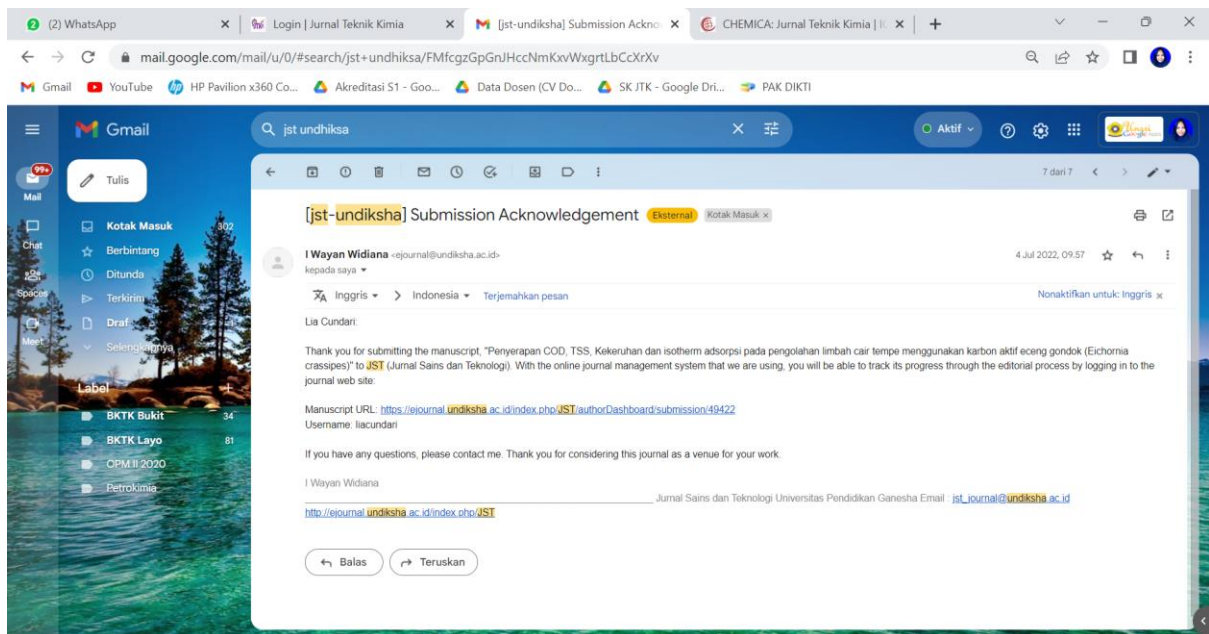 (2) WhatsApp
Login | Jurnal Teknik Kimia
[jst-undiksha] Submission Ackno
CHEMICA: Jurnal Teknik Kimia |
mail.google.com/mail/u/0/#search/jst+undhiksa/FMfcgzGpGnJHccNmKxvWxgrtLbCcXrXv
Gmail
YouTube
HP Pavilion x360 Co...
Akreditasi S1 - Goo...
Data Dosen (CV Do...
SK JTK - Google Dri...
PAK DIKTI
Gmail
jst undhiksa
Aktif
99+
Mail
Chat
Spaces
Meet
Tulis
Kotak Masuk 302
Berbintang
Ditunda
Terkirim
Draf
Selengkapnya
Label
BKTK Bukit 34
BKTK Layo 81
OPM II 2020
Petrokimia
7 dari 7
[jst-undiksha] Submission Acknowledgement Eksternal Kotak Masuk ×
I Wayan Widiana <ejournal@undiksha.ac.id> 4 Jul 2022, 09.57
kepada saya
Inggris > Indonesia Terjemahkan pesan Nonaktifkan untuk: Inggris ×
Lia Cundari:
Thank you for submitting the manuscript, "Penyerapan COD, TSS, Kekeruhan dan isotherm adsorpsi pada pengolahan limbah cair tempe menggunakan karbon aktif eceng gondok (Eichornia
crassipes)" to JST (Jurnal Sains dan Teknologi). With the online journal management system that we are using, you will be able to track its progress through the editorial process by logging in to the
journal web site:
Manuscript URL: https://ejournal.undiksha.ac.id/index.php/JST/authorDashboard/submission/49422
Username: liacundari
If you have any questions, please contact me. Thank you for considering this journal as a venue for your work.
I Wayan Widiana
Jurnal Sains dan Teknologi Universitas Pendidikan Ganesha Email : jst_journal@undiksha.ac.id
http://ejournal.undiksha.ac.id/index.php/JST
Balas
Teruskan